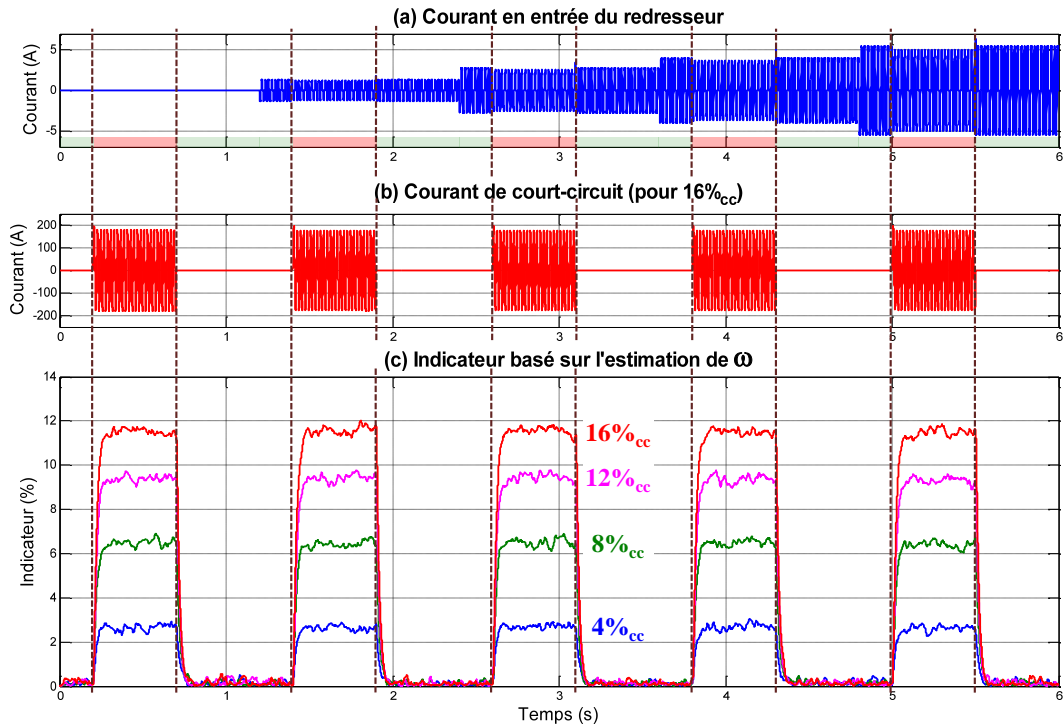 (a) Courant en entrée du redresseur
Courant (A)
5
0
-5
0 1 2 3 4 5 6
(b) Courant de court-circuit (pour 16%cc)
Courant (A)
200
100
0
-100
-200
0 1 2 3 4 5 6
(c) Indicateur basé sur l'estimation de ω
Indicateur (%)
14
12
10
8
6
4
2
0
16%cc
12%cc
8%cc
4%cc
0 1 2 3 4 5 6
Temps (s)